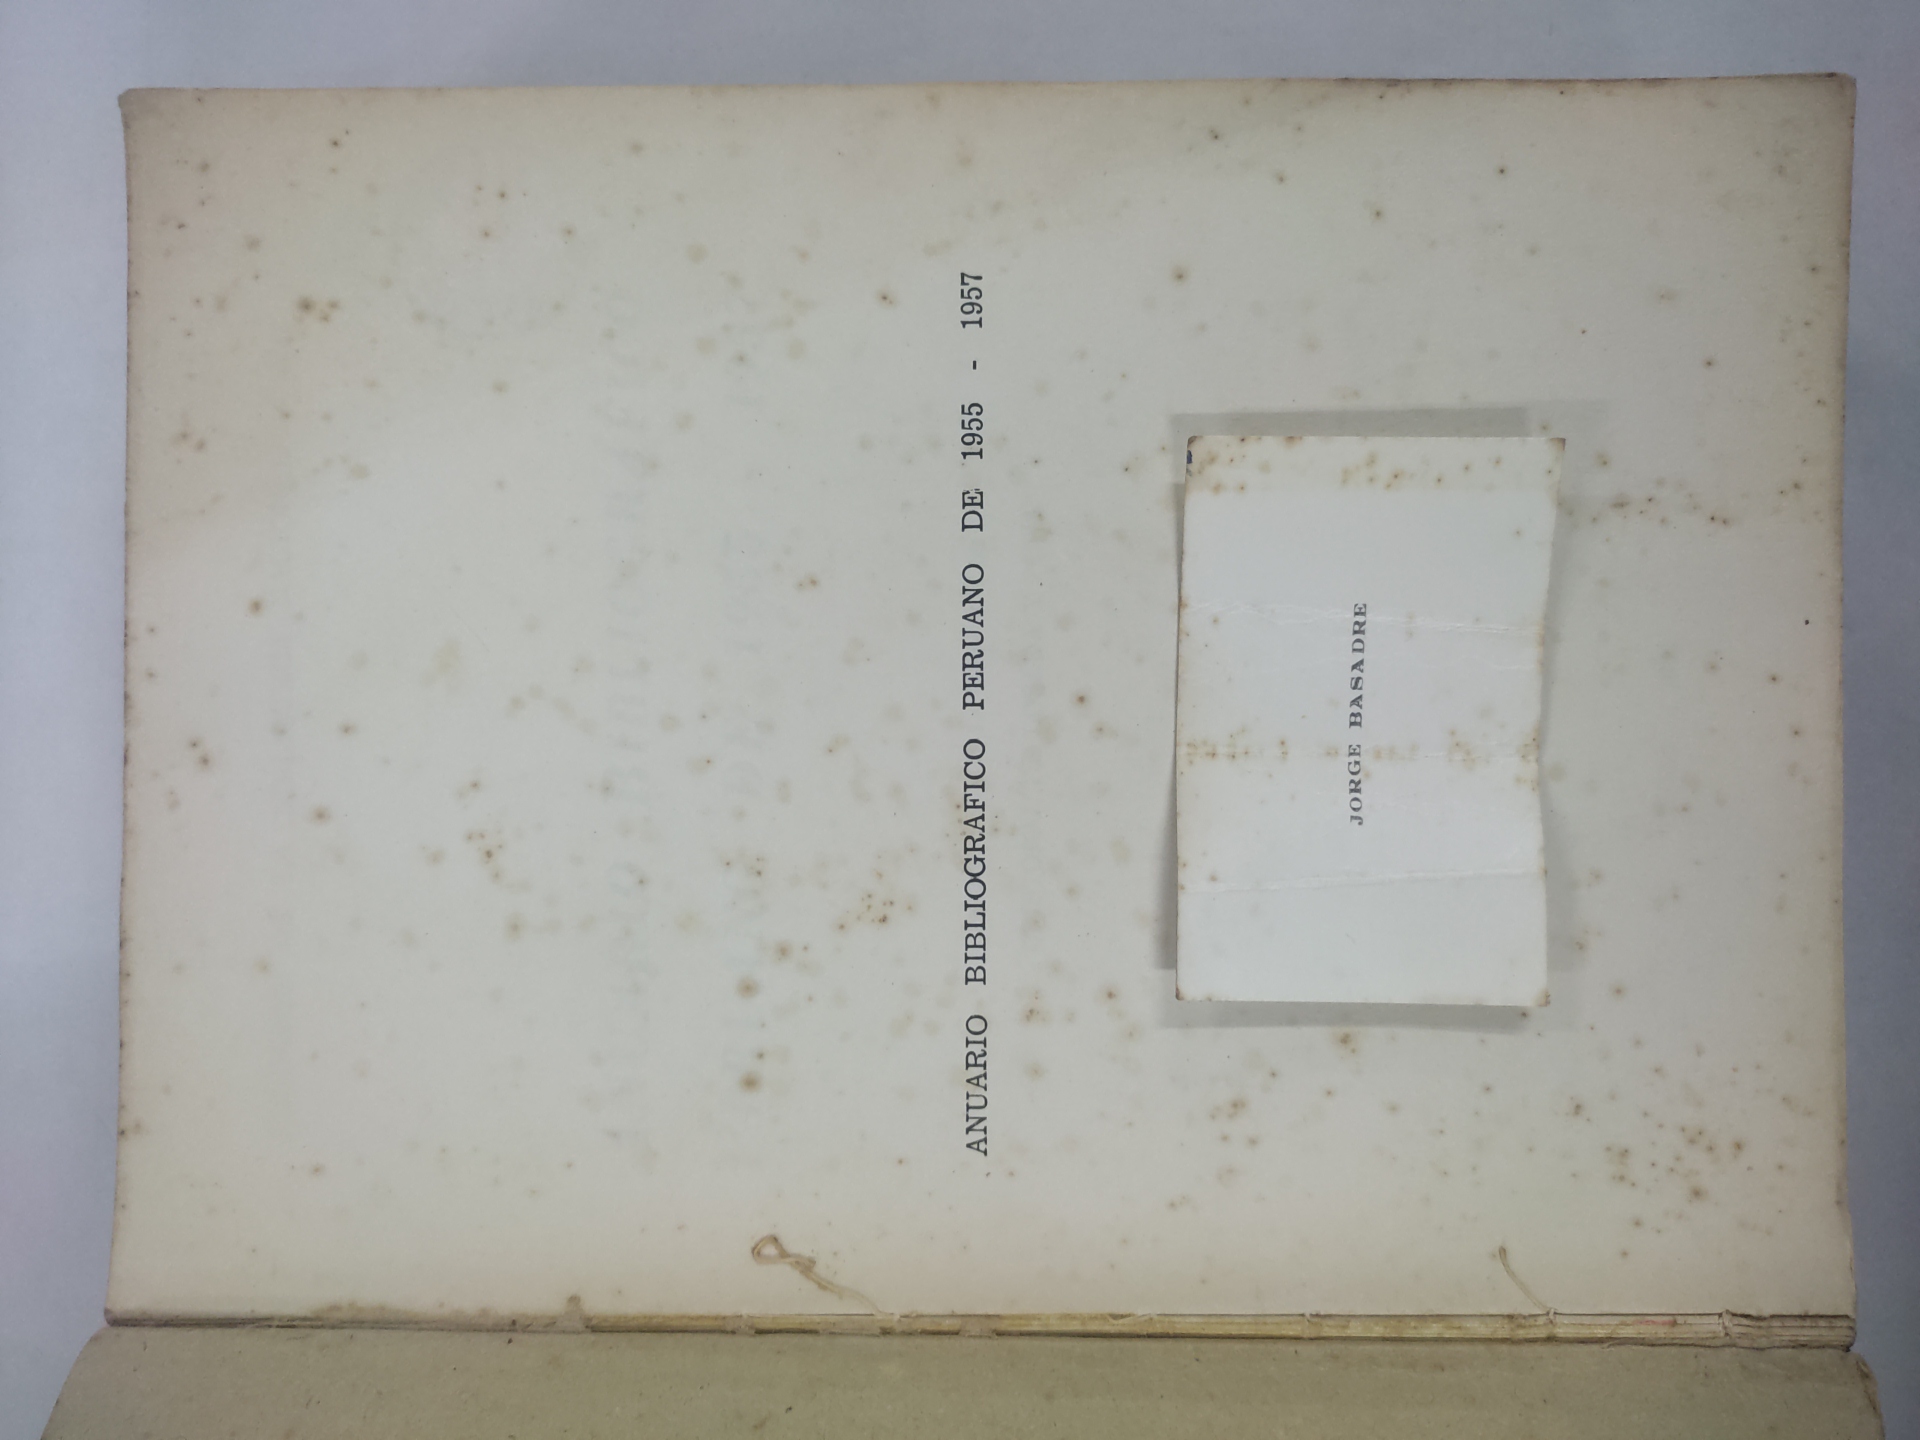 ANUARIO BIBLIOGRAFICO PERUANO DE 1955 - 1957
JORGE BASADRE